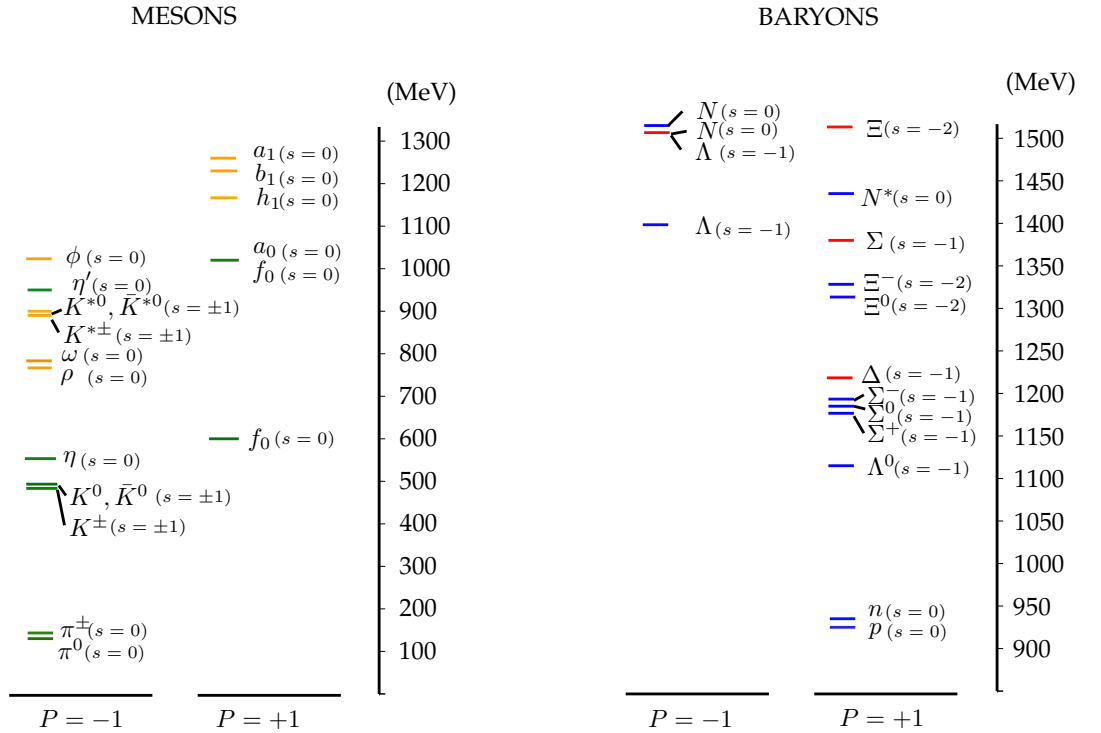 MESONS
(MeV)
1300
1200
1100
1000
900
800
700
600
500
400
300
200
100
a₁ (s = 0)
b₁ (s = 0)
h₁(s = 0)
a₀ (s = 0)
f₀ (s = 0)
f₀ (s = 0)
ϕ (s = 0)
η′(s = 0)
K*⁰, K̄*⁰(s = ±1)
K*± (s = ±1)
ω (s = 0)
ρ (s = 0)
η (s = 0)
K⁰, K̄⁰ (s = ±1)
K± (s = ±1)
π±(s = 0)
π⁰(s = 0)
P = −1
P = +1
BARYONS
(MeV)
1500
1450
1400
1350
1300
1250
1200
1150
1100
1050
1000
950
900
N (s = 0)
N(s = 0)
Λ (s = −1)
Λ (s = −1)
Ξ(s = −2)
N*(s = 0)
Σ (s = −1)
Ξ⁻(s = −2)
Ξ⁰(s = −2)
Δ (s = −1)
Σ⁻(s = −1)
Σ⁰(s = −1)
Σ⁺(s = −1)
Λ⁰(s = −1)
n (s = 0)
p (s = 0)
P = −1
P = +1